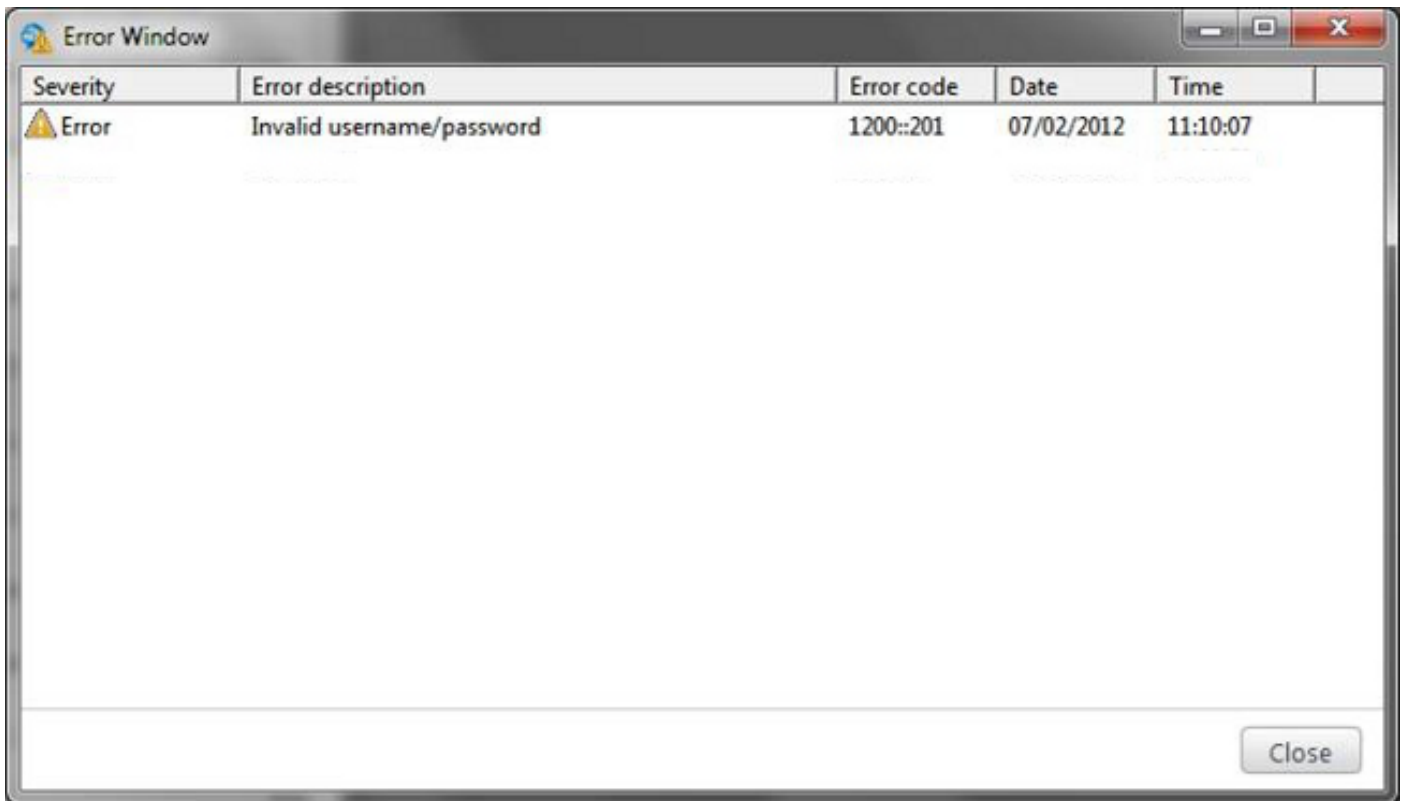 Error Window
Severity Error description Error code Date Time
Error Invalid username/password 1200::201 07/02/2012 11:10:07
Close